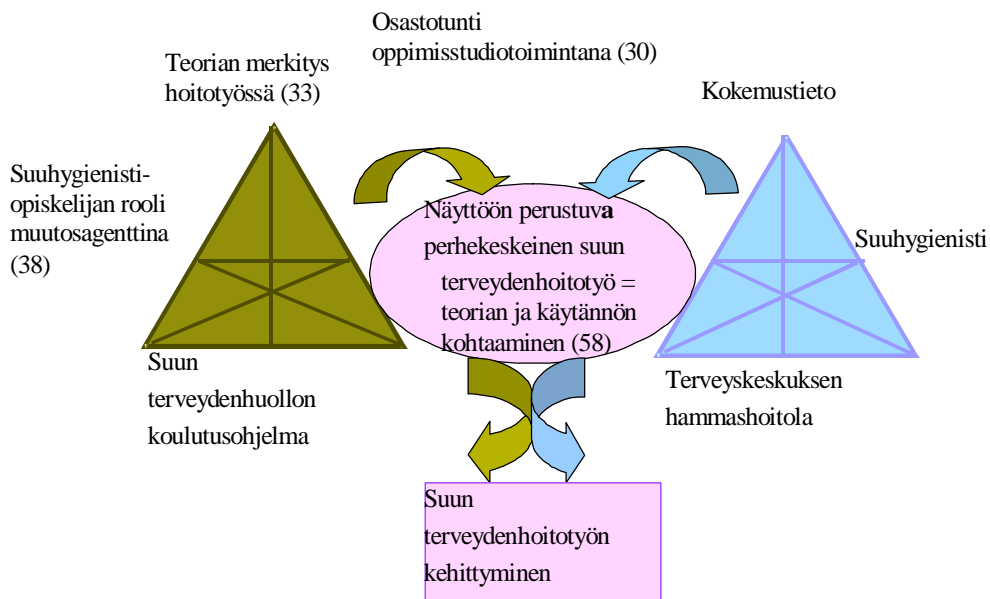 Osastotunti
oppimisstudiotoimintana (30)
Teorian merkitys
hoitotyössä (33)
Kokemustieto
Suuhygienisti-
opiskelijan rooli
muutosagenttina
(38)
Näyttöön perustuva
perhekeskeinen suun
terveydenhoitotyö =
teorian ja käytännön
kohtaaminen (58)
Suuhygienisti
Suun
terveydenhuollon
koulutusohjelma
Terveyskeskuksen
hammashoitola
Suun
terveydenhoitotyön
kehittyminen